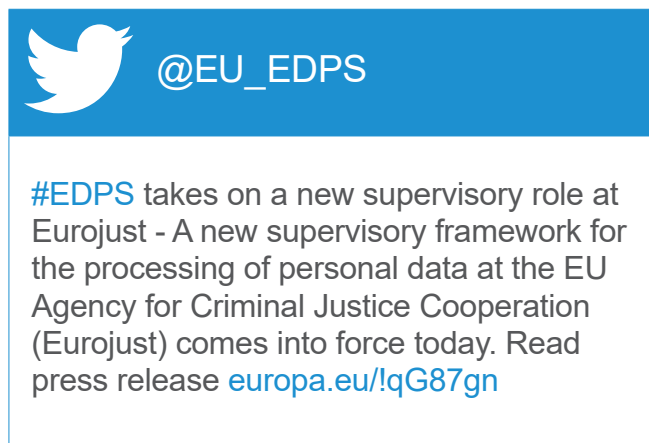 @EU_EDPS
#EDPS takes on a new supervisory role at
Eurojust - A new supervisory framework for
the processing of personal data at the EU
Agency for Criminal Justice Cooperation
(Eurojust) comes into force today. Read
press release europa.eu/!qG87gn